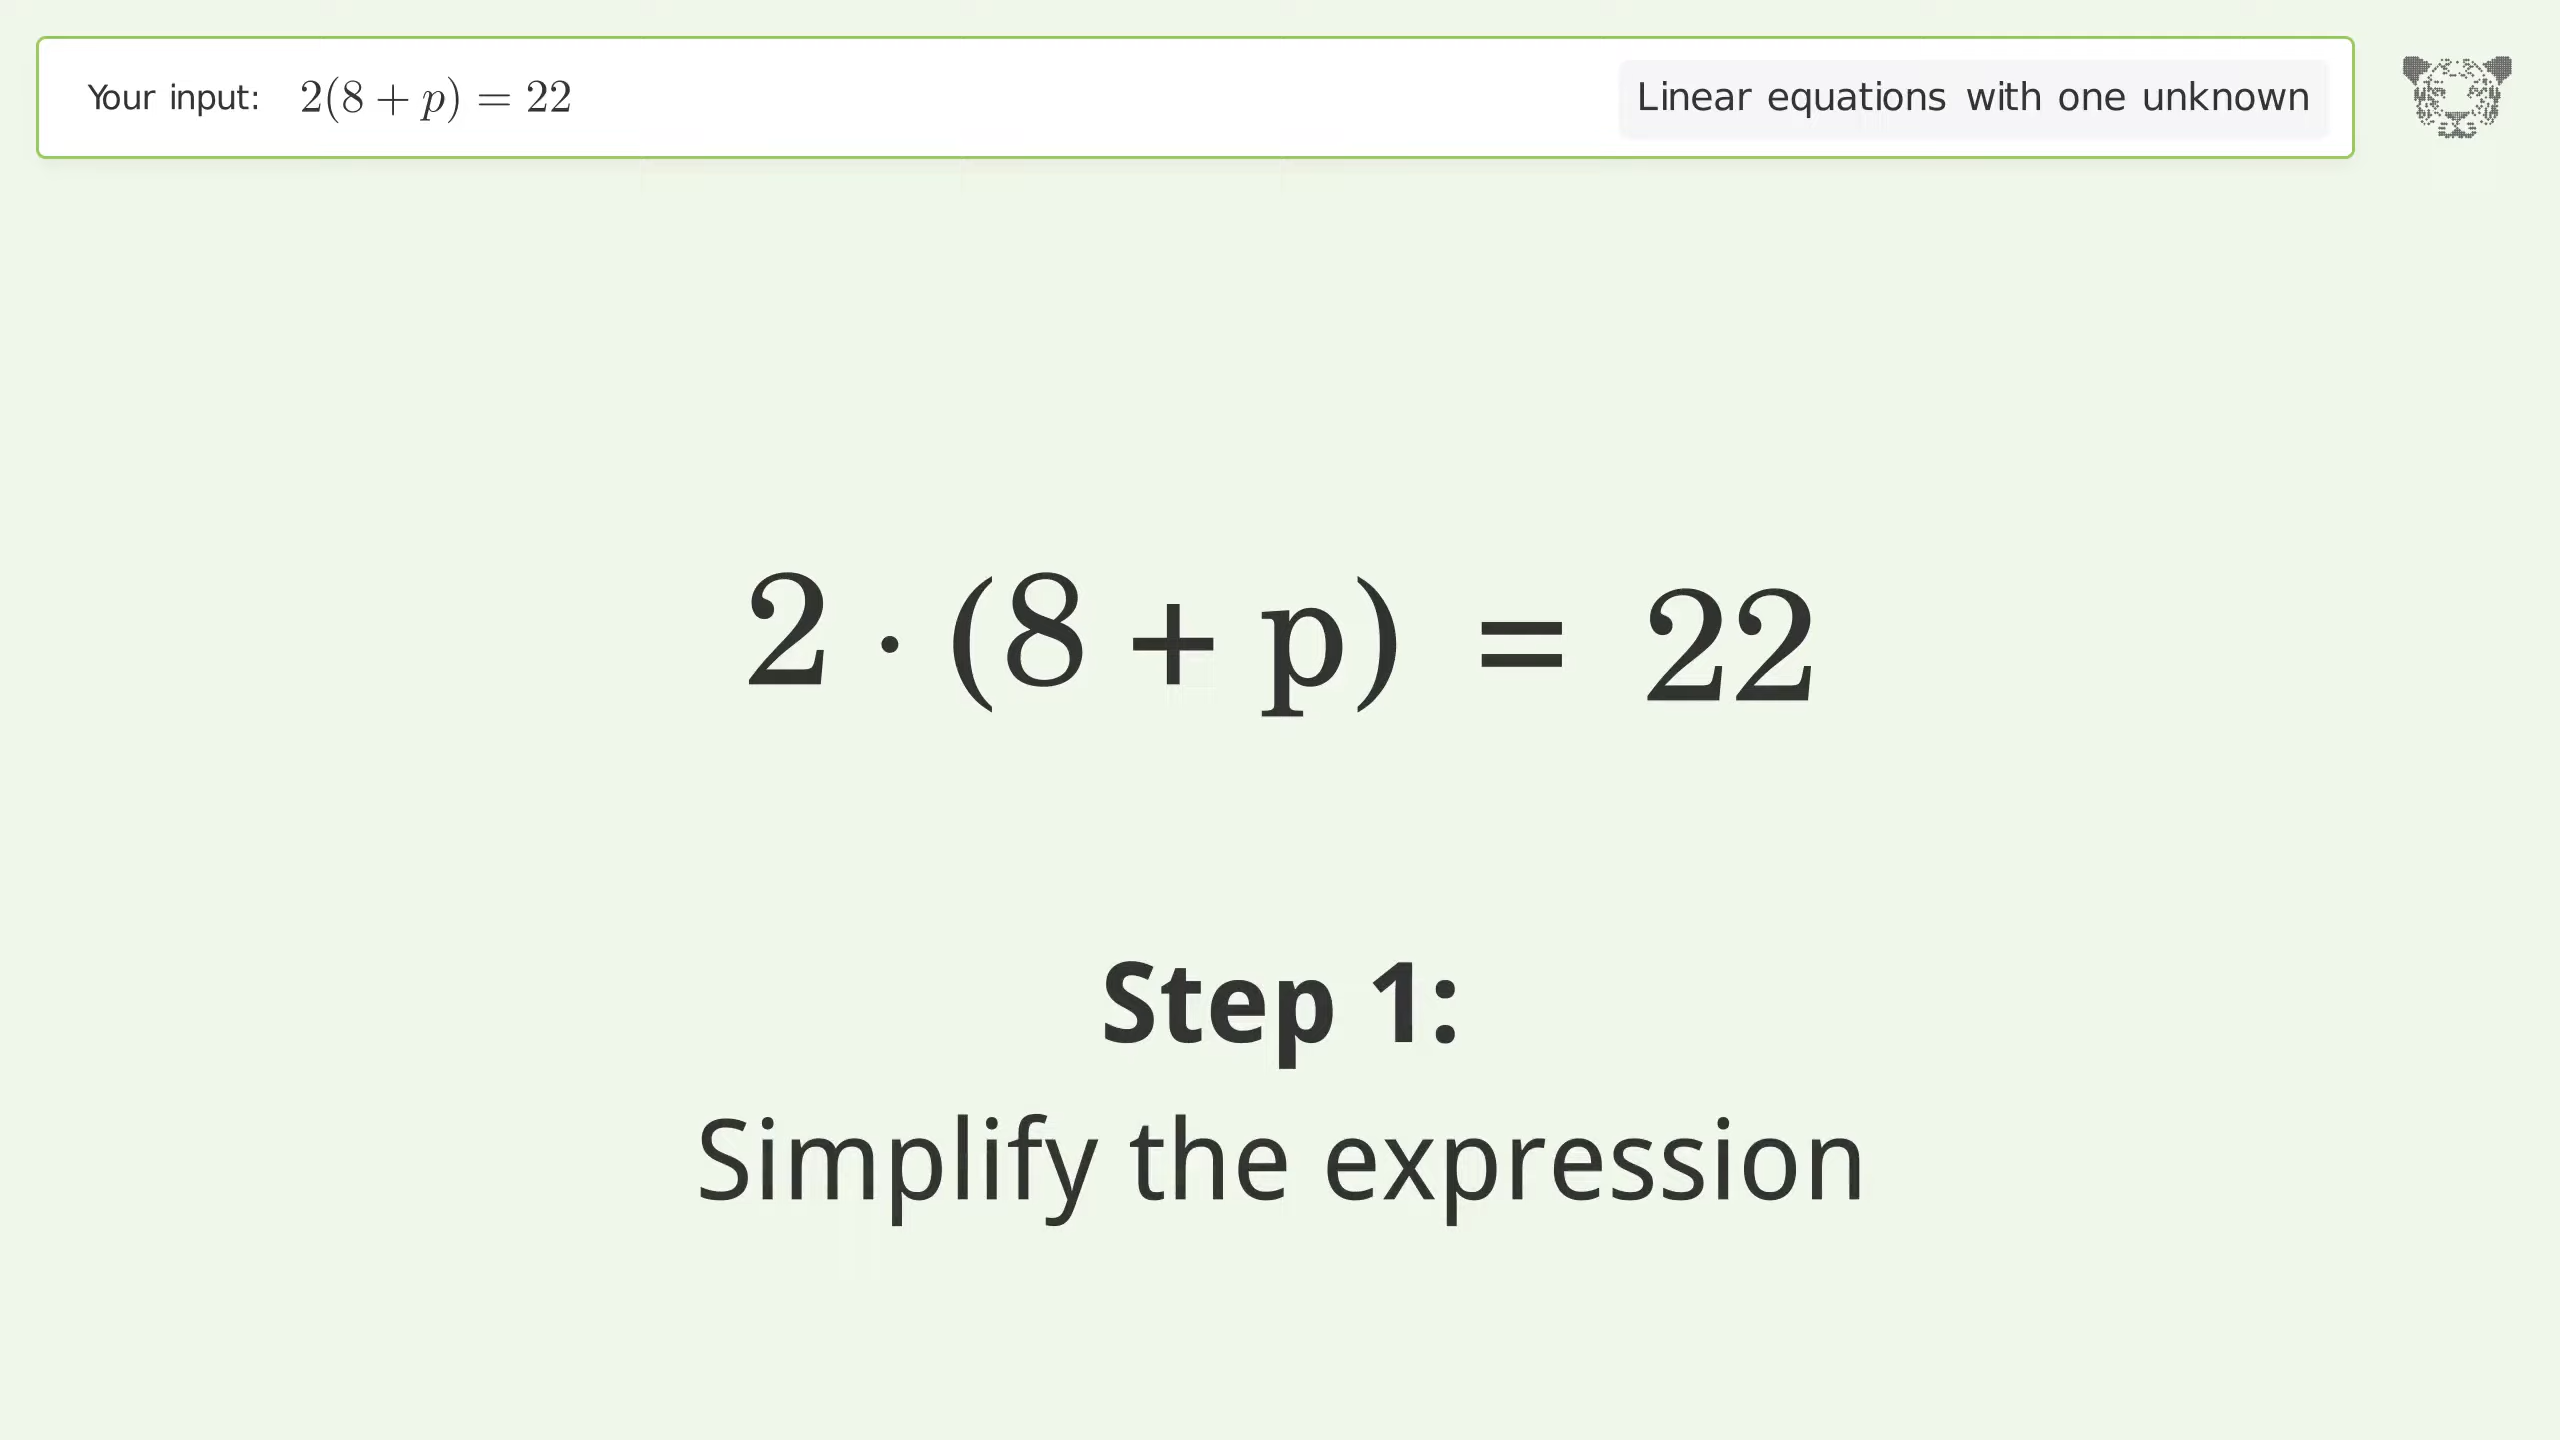 Your input: 2(8 + p) = 22
Linear equations with one unknown
2 · (8 + p) = 22
Step 1:
Simplify the expression